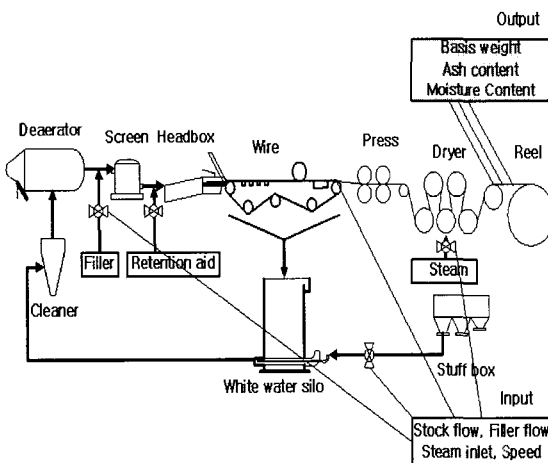 Output
Basis weight
Ash content
Moisture Content
Deaerator
Screen Headbox
Wire
Press
Dryer
Reel
Filler
Retention aid
Steam
Cleaner
Stuff box
White water silo
Input
Stock flow, Filler flow
Steam inlet, Speed